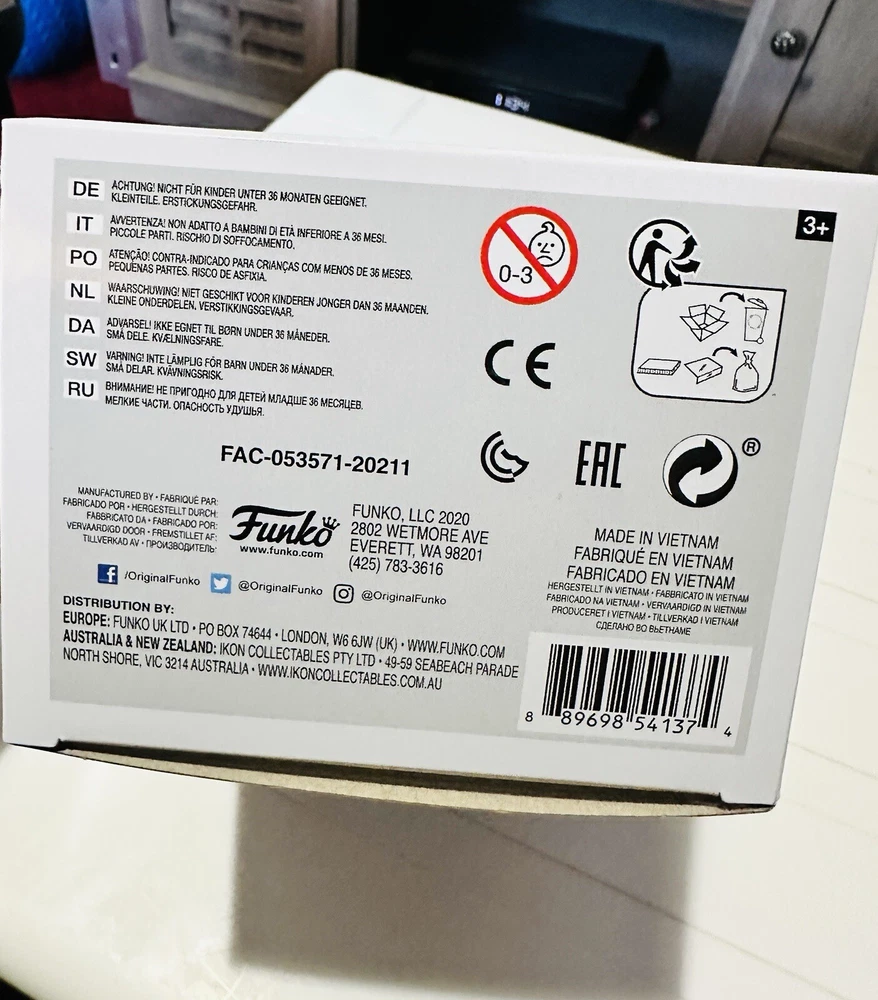 DE ACHTUNG! NICHT FÜR KINDER UNTER 36 MONATEN GEEIGNET.
KLEINTEILE. ERSTICKUNGSGEFAHR.
IT AVVERTENZA! NON ADATTO A BAMBINI DI ETÀ INFERIORE A 36 MESI.
PICCOLE PARTI. RISCHIO DI SOFFOCAMENTO.
PO ATENÇÃO! CONTRA-INDICADO PARA CRIANÇAS COM MENOS DE 36 MESES.
PEQUENAS PARTES. RISCO DE ASFIXIA.
NL WAARSCHUWING! NIET GESCHIKT VOOR KINDEREN JONGER DAN 36 MAANDEN.
KLEINE ONDERDELEN. VERSTIKKINGSGEVAAR.
DA ADVARSEL! IKKE EGNET TIL BØRN UNDER 36 MÅNEDER.
SMÅ DELE. KVÆLNINGSFARE.
SW VARNING! INTE LÄMPLIG FÖR BARN UNDER 36 MÅNADER.
SMÅ DELAR. KVÄVNINGSRISK.
RU ВНИМАНИЕ! НЕ ПРИГОДНО ДЛЯ ДЕТЕЙ МЛАДШЕ 36 МЕСЯЦЕВ.
МЕЛКИЕ ЧАСТИ. ОПАСНОСТЬ УДУШЬЯ.
0-3
3+
CE
FAC-053571-20211
EAC
®
MANUFACTURED BY • FABRIQUÉ PAR:
FABRICADO POR • HERGESTELLT DURCH:
FABBRICATO DA • FABRICADO POR:
VERVAARDIGD DOOR • FREMSTILLET AF:
TILLVERKAD AV • ПРОИЗВОДИТЕЛЬ:
Funko
www.funko.com
FUNKO, LLC 2020
2802 WETMORE AVE
EVERETT, WA 98201
(425) 783-3616
/OriginalFunko @OriginalFunko @OriginalFunko
DISTRIBUTION BY:
EUROPE: FUNKO UK LTD • PO BOX 74644 • LONDON, W6 6JW (UK) • WWW.FUNKO.COM
AUSTRALIA & NEW ZEALAND: IKON COLLECTABLES PTY LTD • 49-59 SEABEACH PARADE
NORTH SHORE, VIC 3214 AUSTRALIA • WWW.IKONCOLLECTABLES.COM.AU
MADE IN VIETNAM
FABRIQUÉ EN VIETNAM
FABRICADO EN VIETNAM
HERGESTELLT IN VIETNAM • FABBRICATO IN VIETNAM
FABRICADO NA VIETNAM • VERVAARDIGD IN VIETNAM
PRODUCERET I VIETNAM • TILLVERKAD I VIETNAM
СДЕЛАНО ВО ВЬЕТНАМЕ
8 89698 54137 4